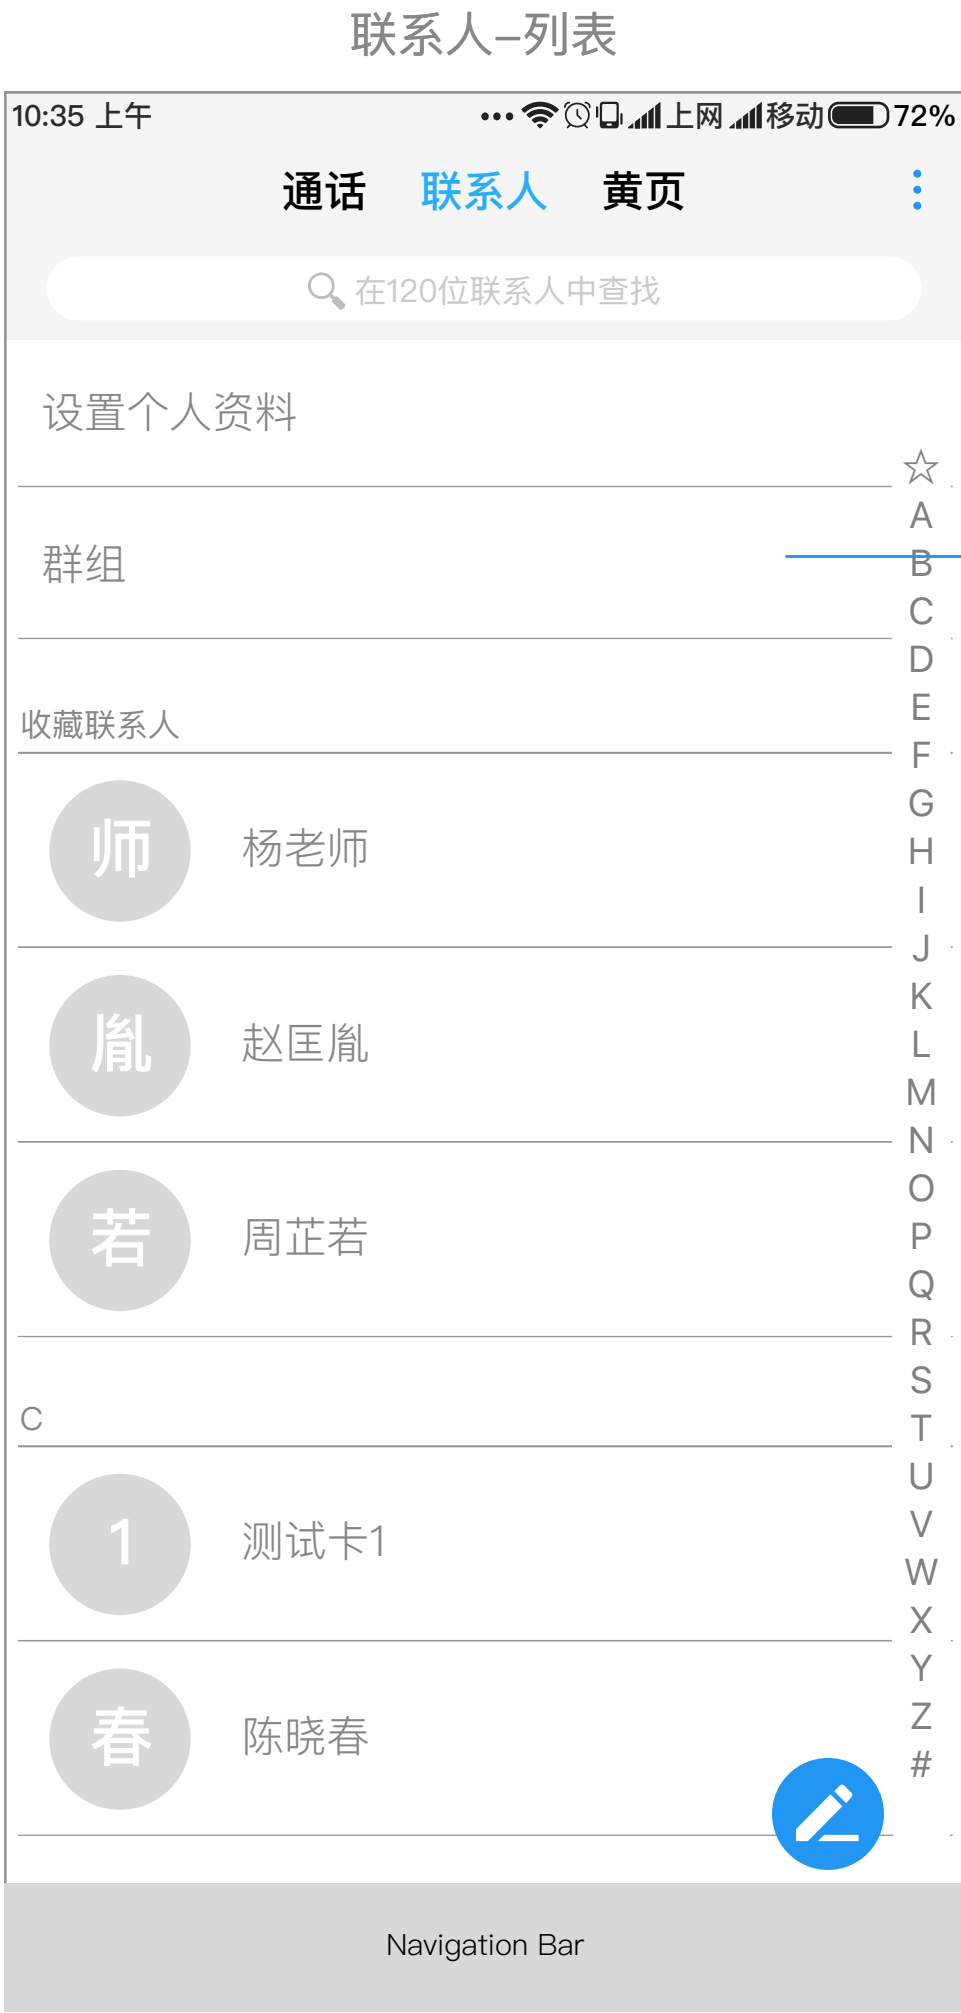 联系人-列表
10:35 上午 上网 移动 72%
通话 联系人 黄页
在120位联系人中查找
设置个人资料
☆
A
群组
B
C
D
E
收藏联系人
F
G
师 杨老师
H
I
J
K
胤 赵匡胤
L
M
N
O
若 周芷若
P
Q
R
S
C
T
U
V
1 测试卡1
W
X
Y
Z
春 陈晓春
#
Navigation Bar